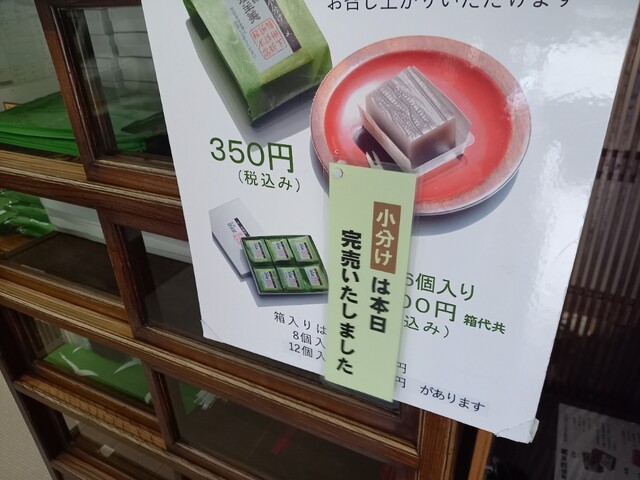 お召し上がりいただけます
350円
(税込み)
小分けは本日
完売いたしました
6個入り
00円 箱代共
込み)
箱入りは
8個入
12個入
円
円 があります